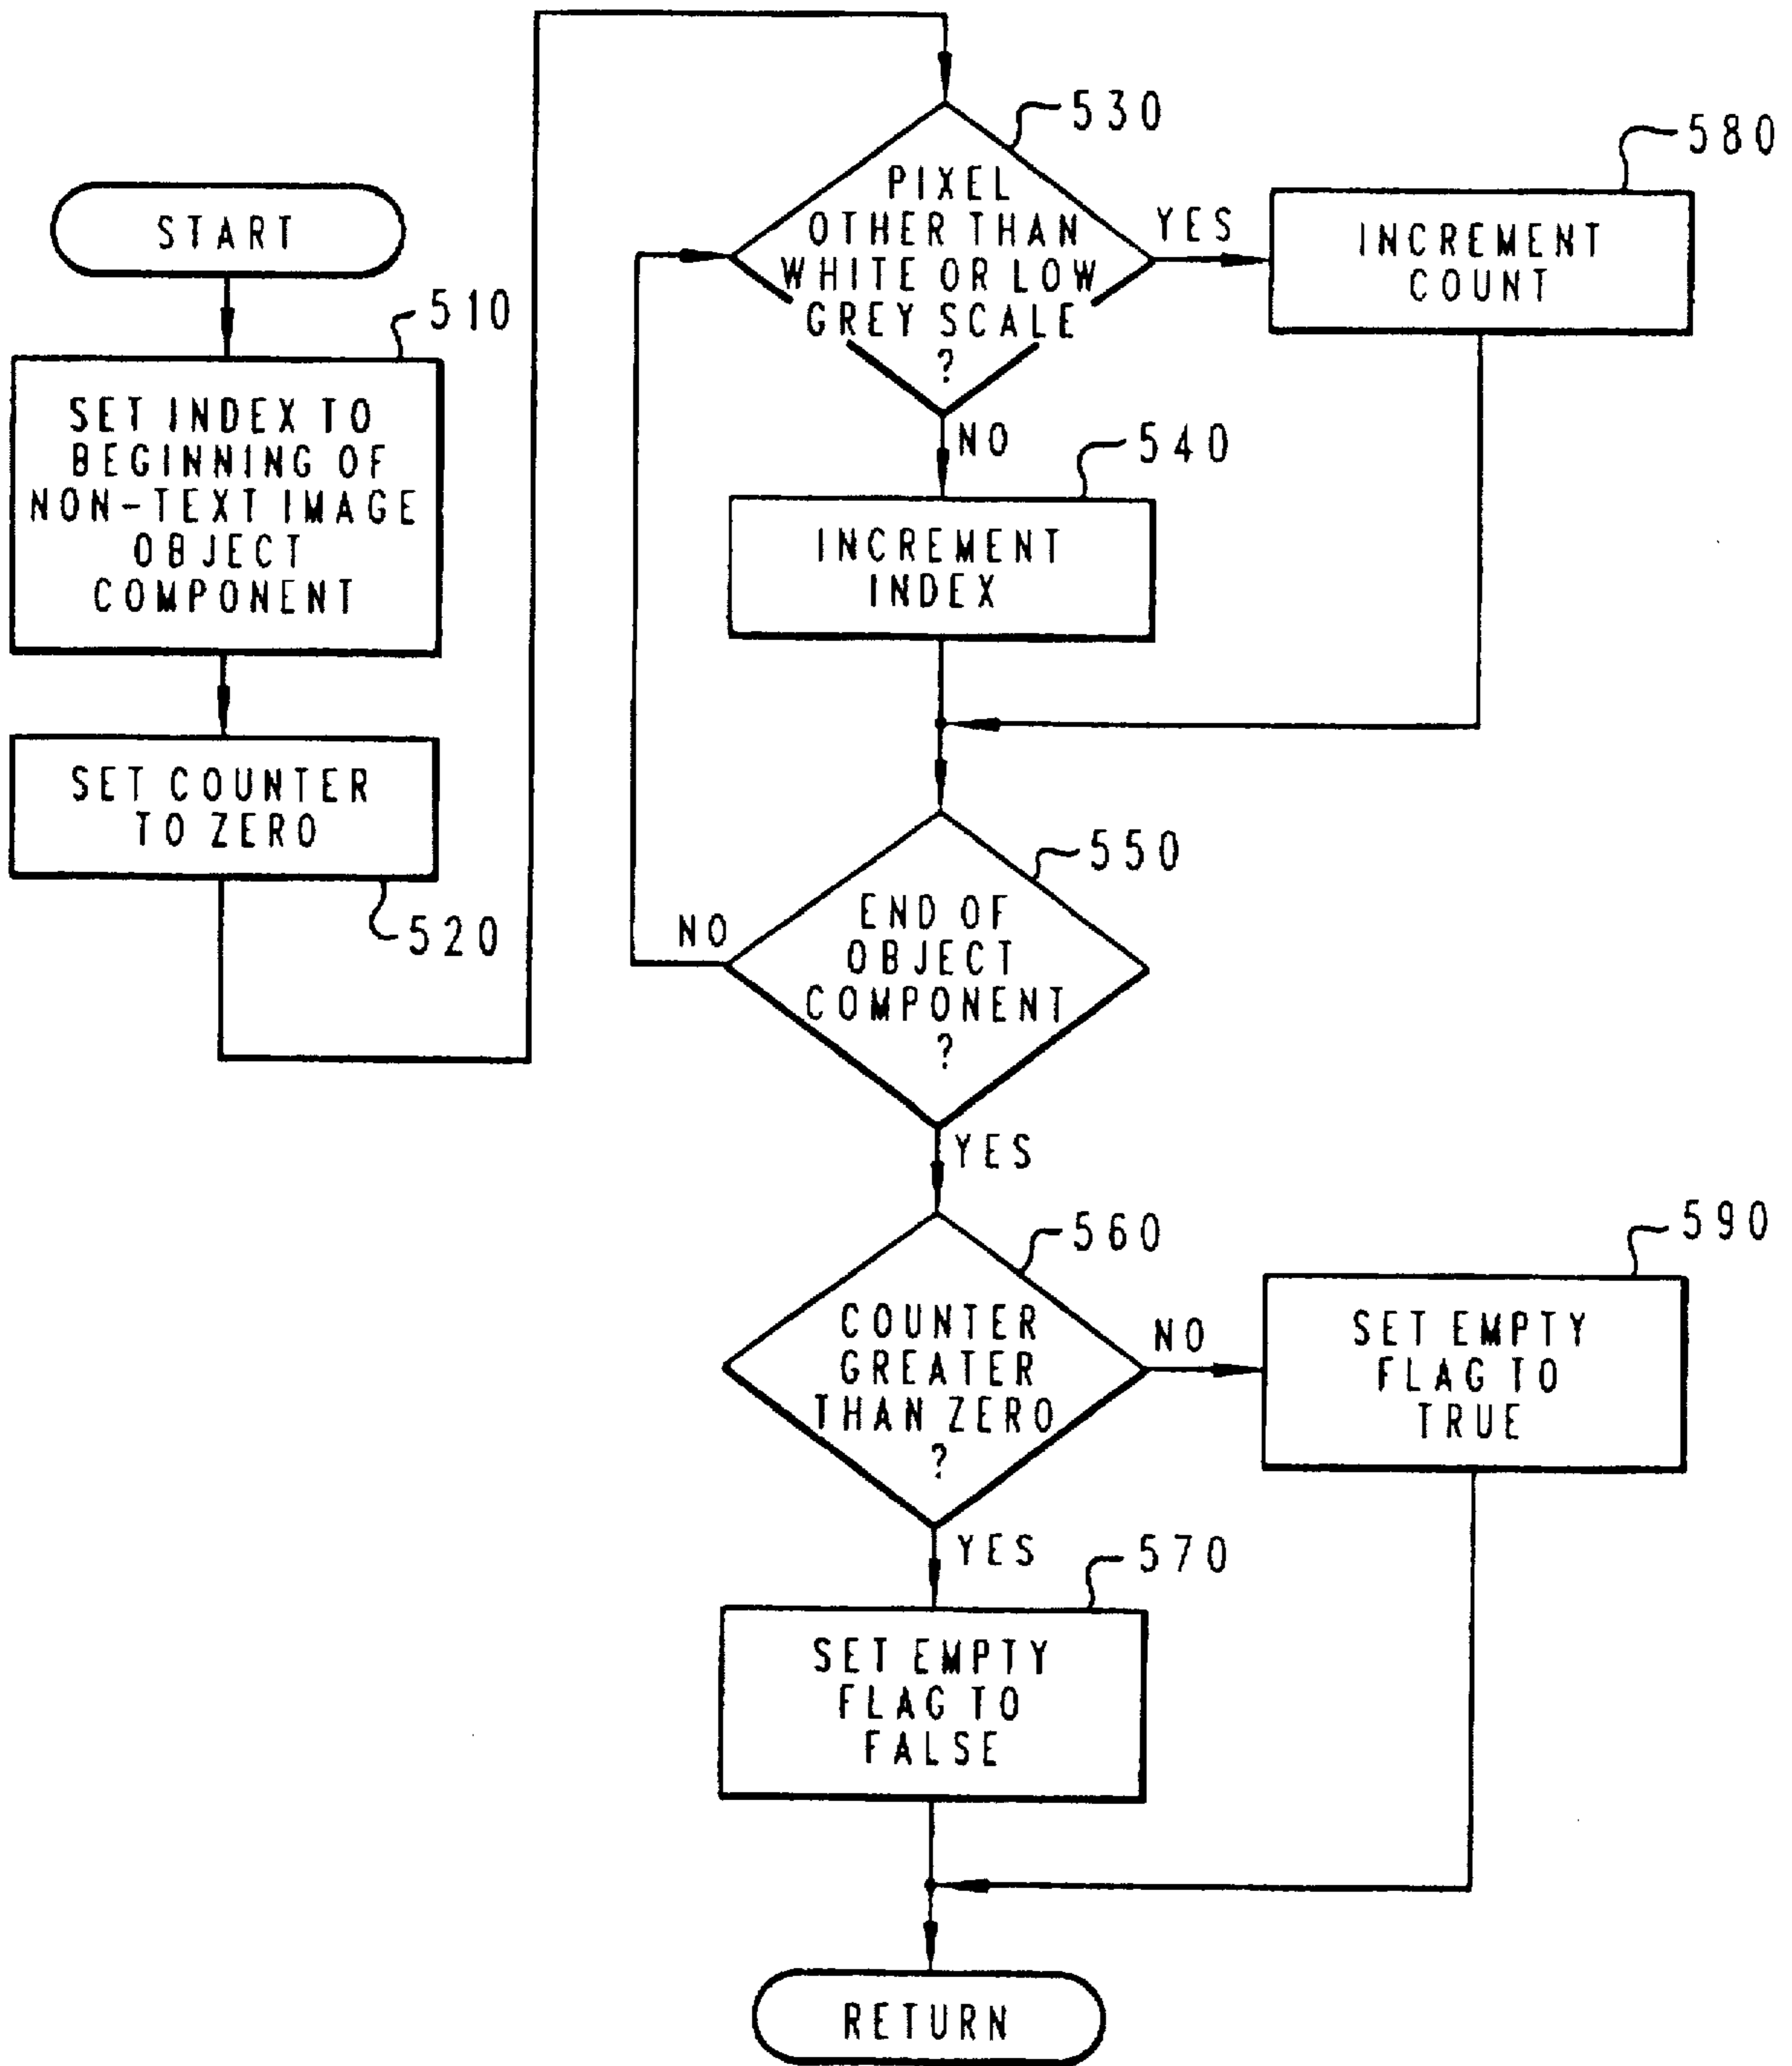 START
510
SET INDEX TO
BEGINNING OF
NON-TEXT IMAGE
OBJECT
COMPONENT
SET COUNTER
TO ZERO
520
530
PIXEL
OTHER THAN
WHITE OR LOW
GREY SCALE
?
YES
580
INCREMENT
COUNT
NO
540
INCREMENT
INDEX
550
END OF
OBJECT
COMPONENT
?
NO
YES
560
COUNTER
GREATER
THAN ZERO
?
NO
590
SET EMPTY
FLAG TO
TRUE
YES
570
SET EMPTY
FLAG TO
FALSE
RETURN